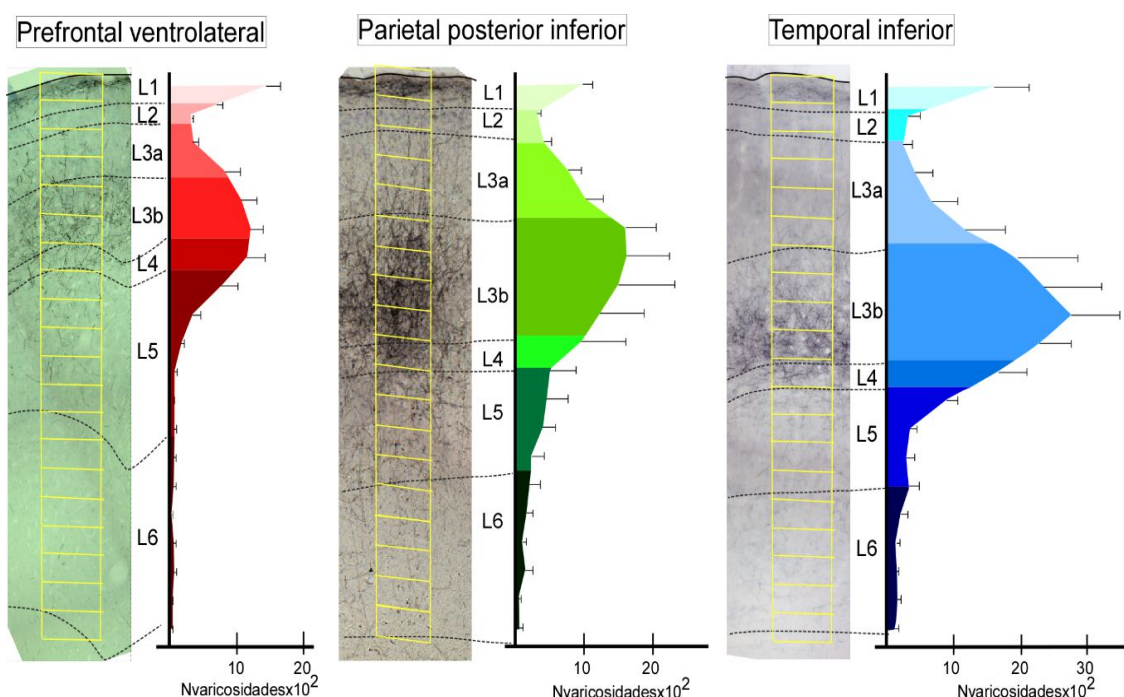 Prefrontal ventrolateral
L1
L2
L3a
L3b
L4
L5
L6
10
20
Nvaricosidadesx10²
Parietal posterior inferior
L1
L2
L3a
L3b
L4
L5
L6
10
20
Nvaricosidadesx10²
Temporal inferior
L1
L2
L3a
L3b
L4
L5
L6
10
20
30
Nvaricosidadesx10²